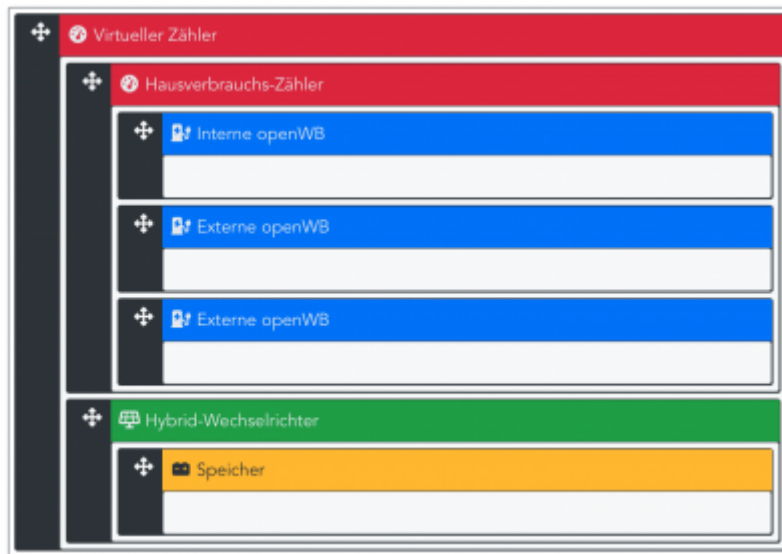 Virtueller Zähler
Hausverbrauchs-Zähler
Interne openWB
Externe openWB
Externe openWB
Hybrid-Wechselrichter
Speicher